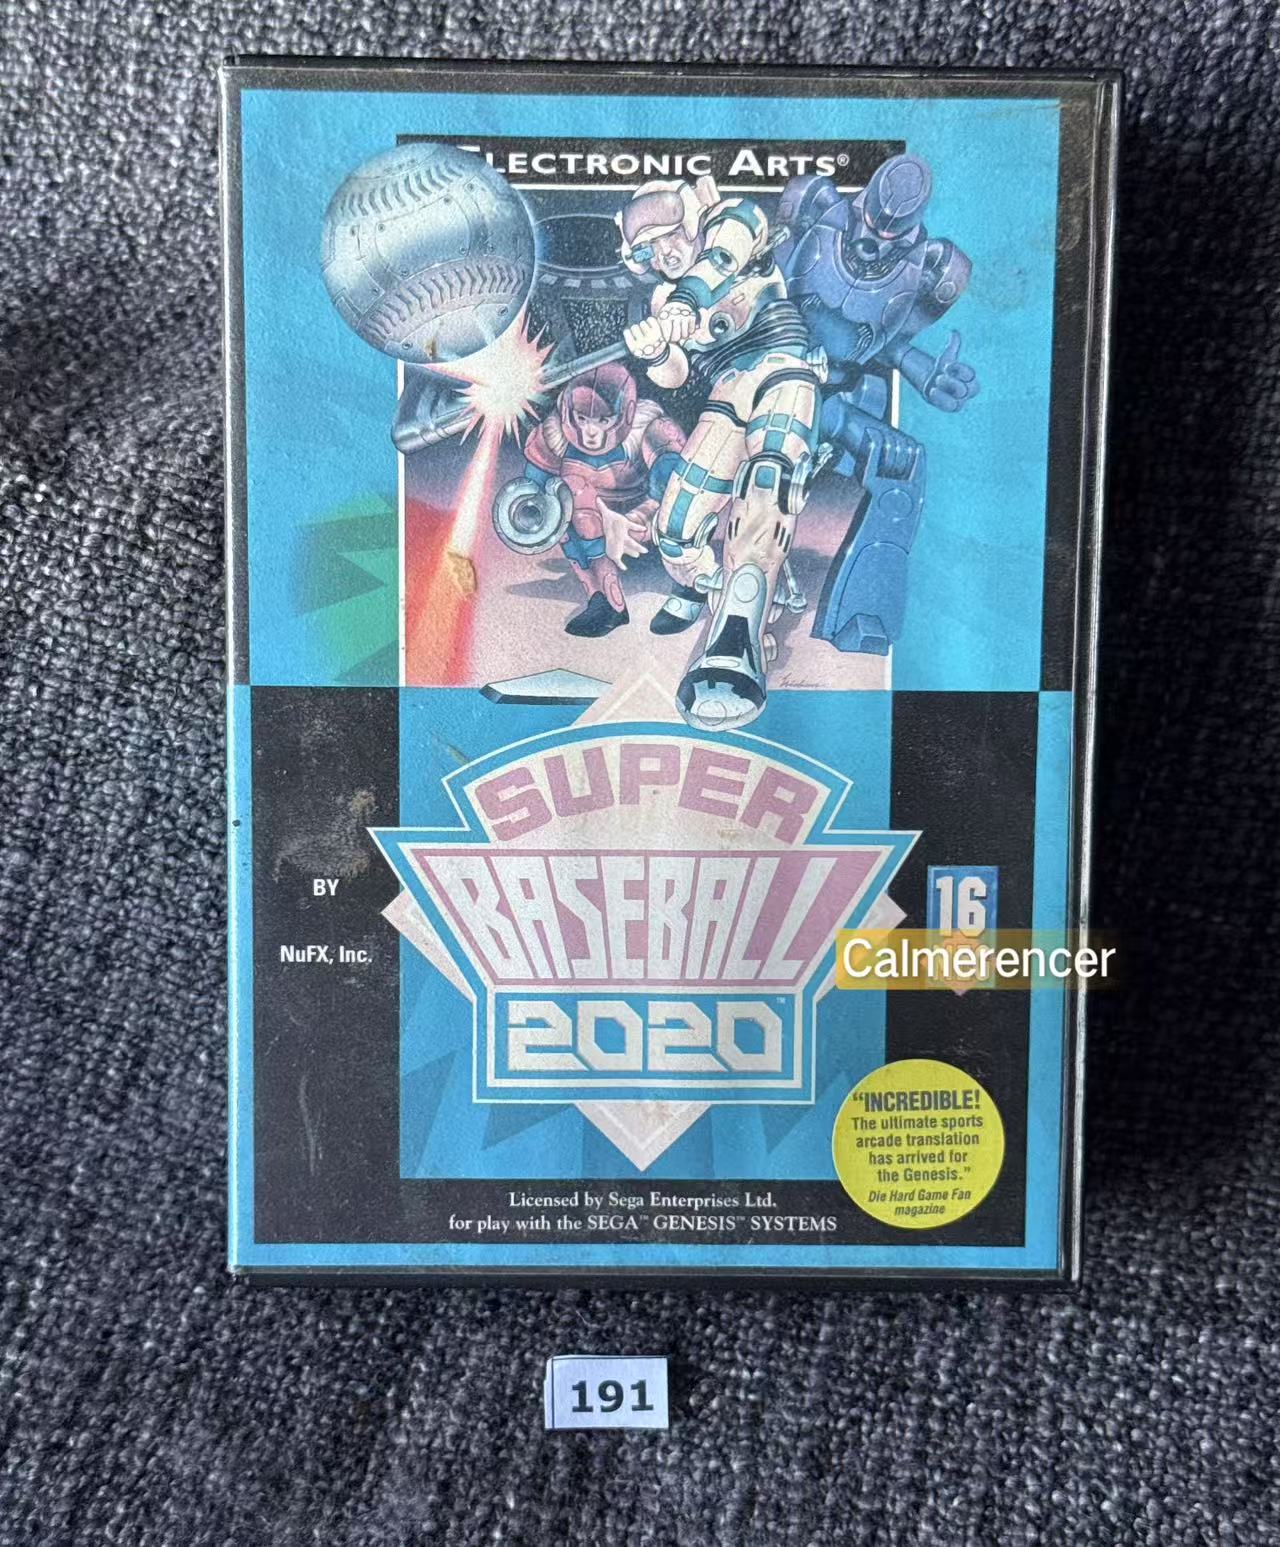 ELECTRONIC ARTS®
SUPER
BASEBALL
2020™
BY
NuFX, Inc.
16
Calmerencer
"INCREDIBLE!
The ultimate sports
arcade translation
has arrived for
the Genesis."
Die Hard Game Fan
magazine
Licensed by Sega Enterprises Ltd.
for play with the SEGA™ GENESIS™ SYSTEMS
191